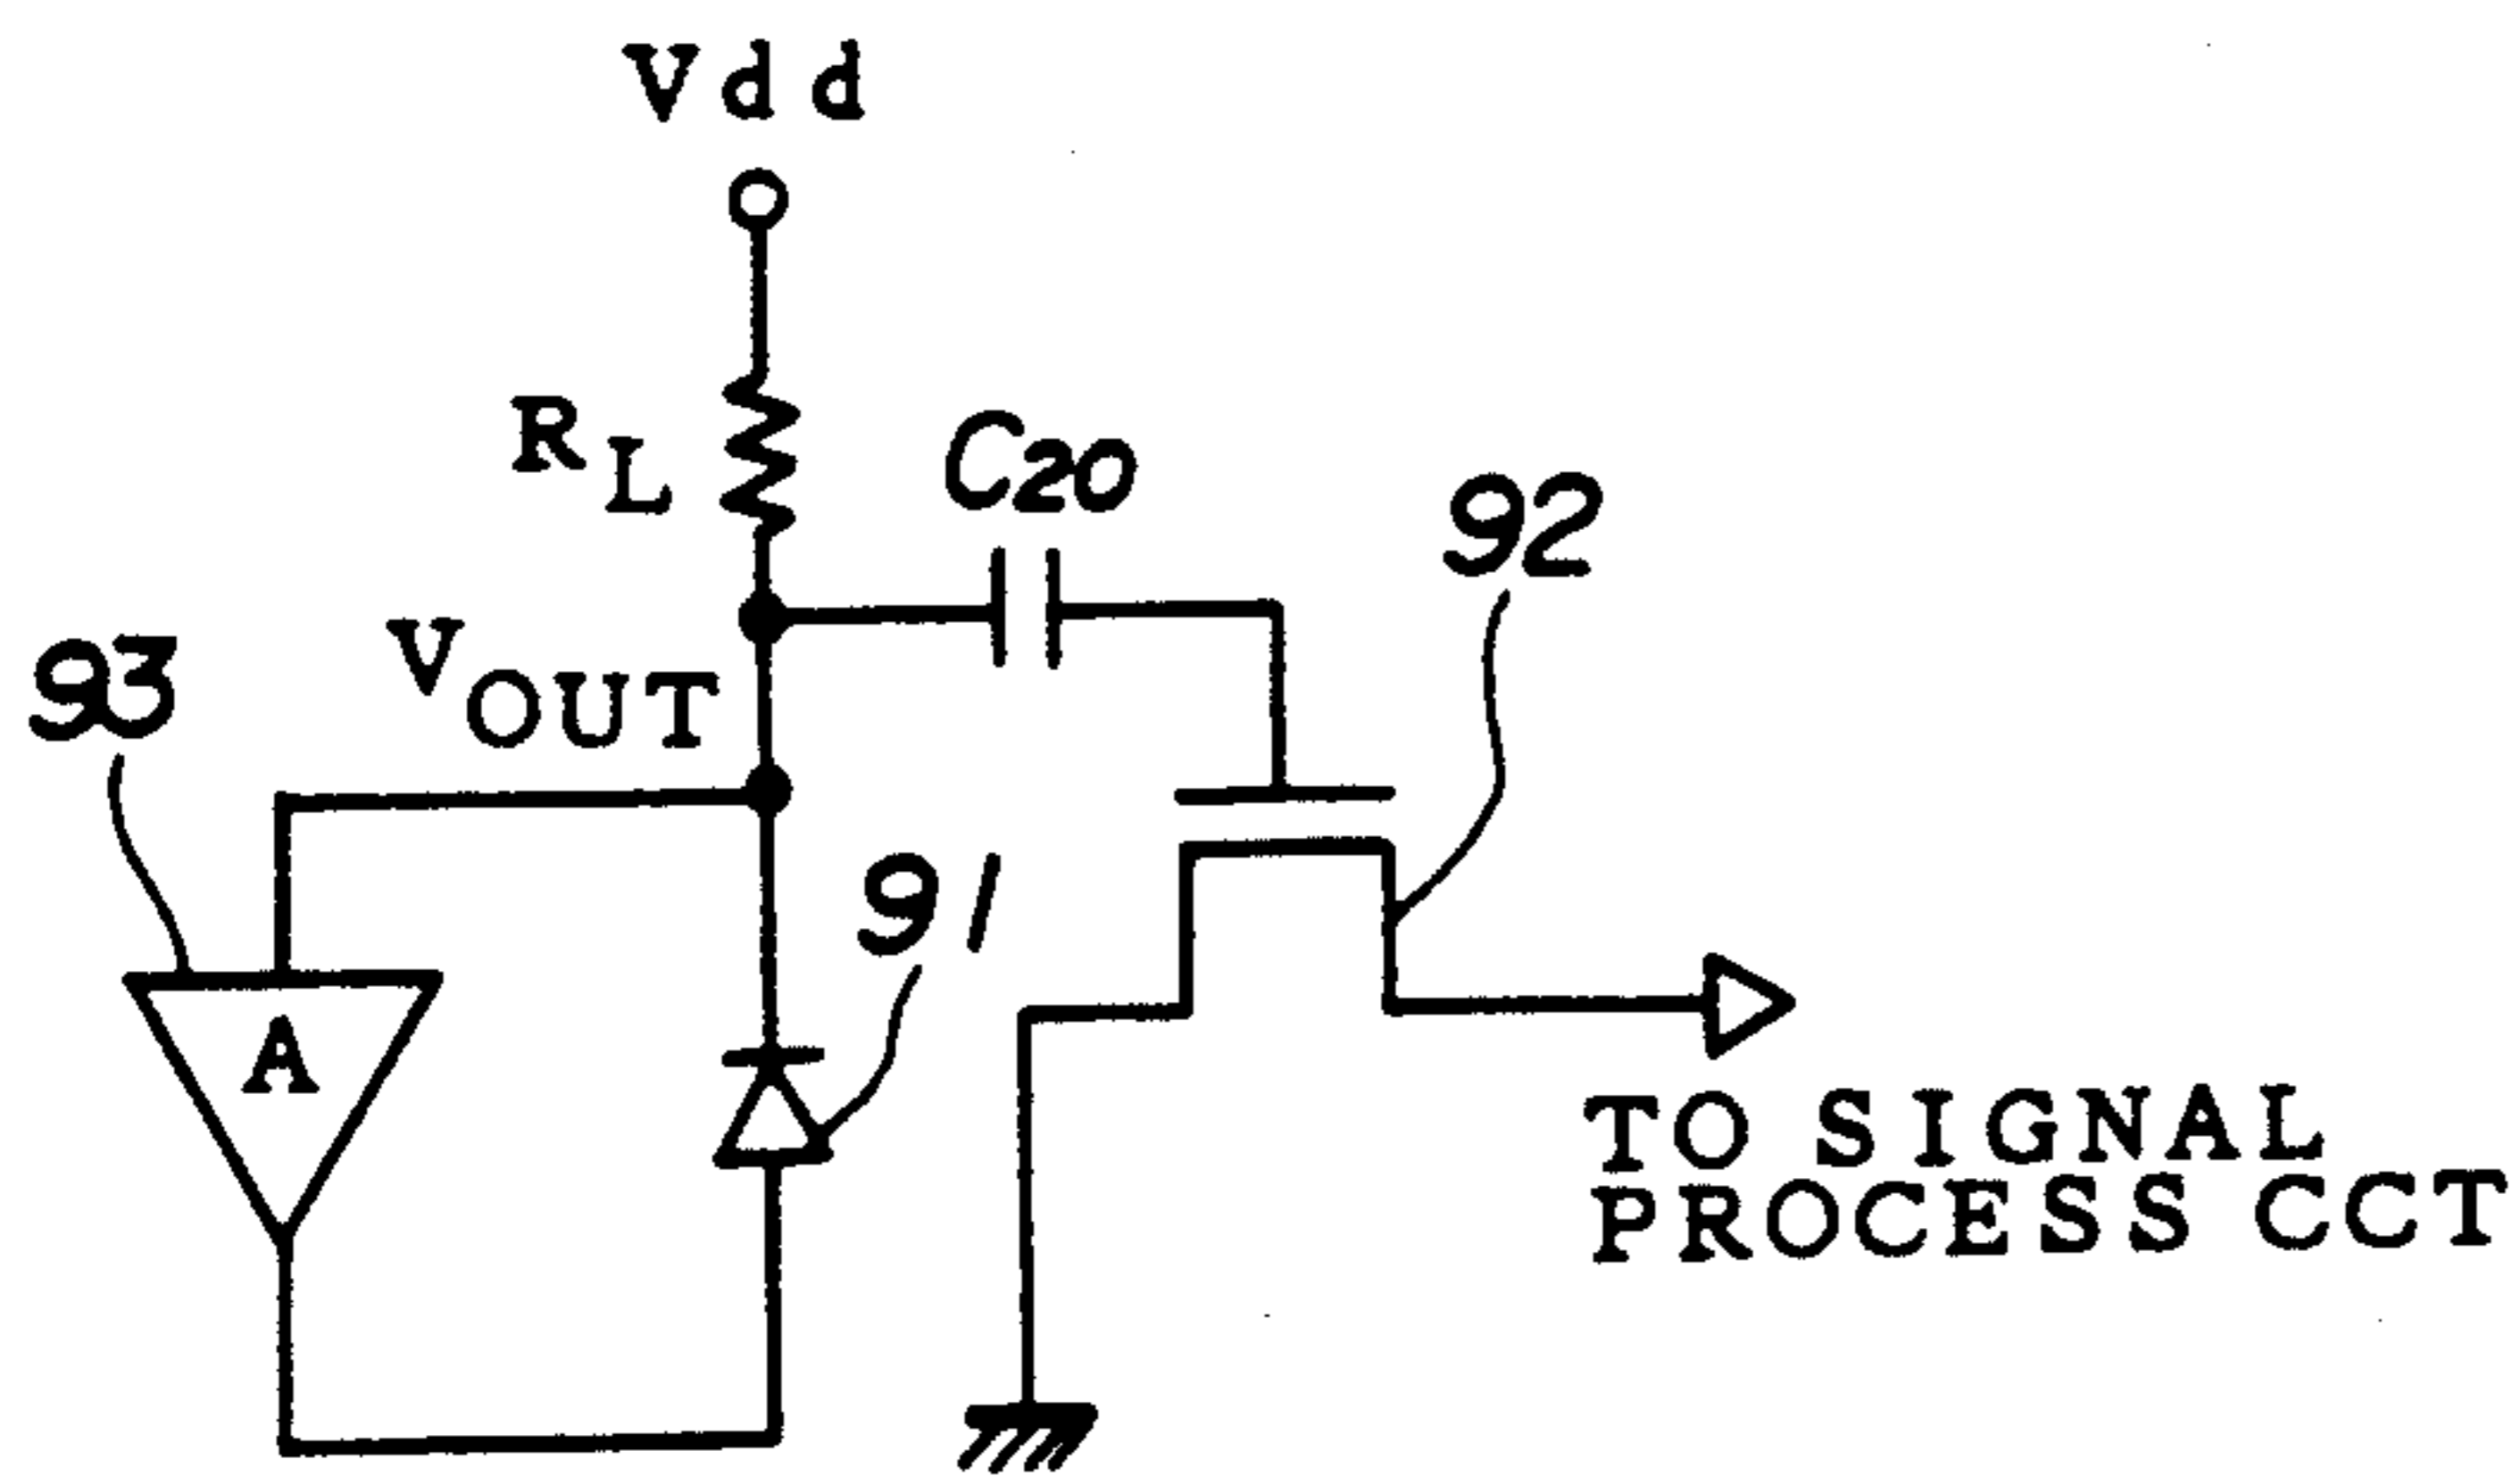 Vdd
RL
C20
92
VOUT
93
91
A
TO SIGNAL
PROCESS CCT